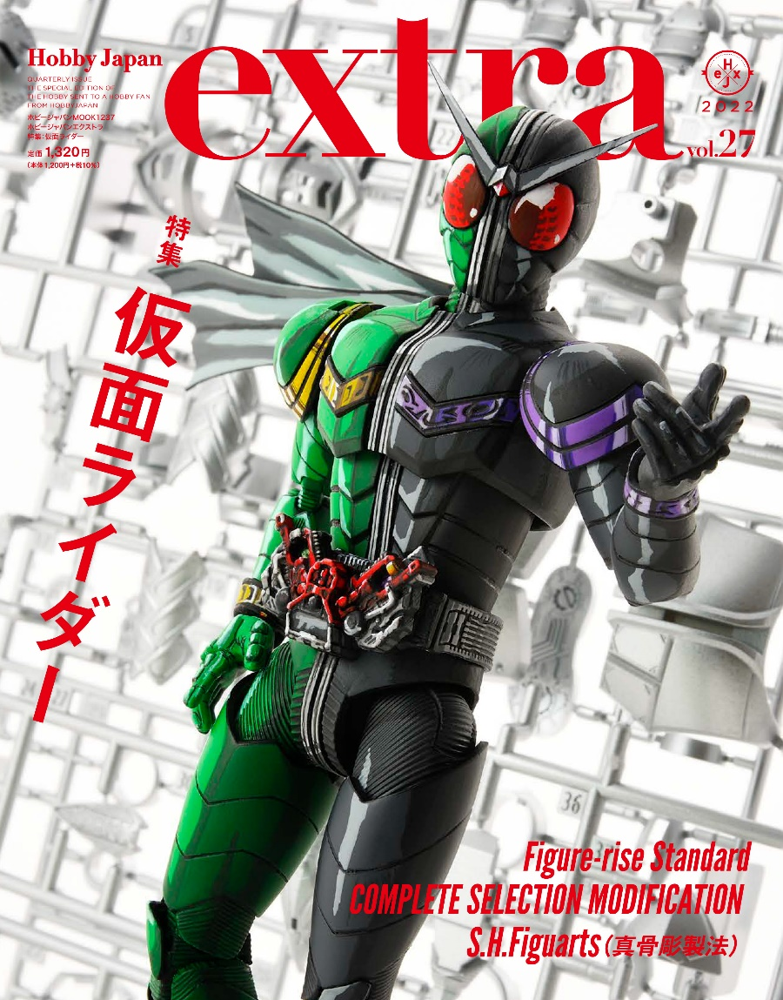 Hobby Japan
extra
QUARTERLY ISSUE
THE SPECIAL EDITION OF
THE HOBBY SENT TO A HOBBY FAN
FROM HOBBYJAPAN
ホビージャパンMOOK1237
ホビージャパンエクストラ
特集:仮面ライダー
定価1,320円
(本体1,200円+税10%)
H
e x
J
2022
vol.27
特集
仮面ライダー
36
Figure-rise Standard
COMPLETE SELECTION MODIFICATION
S.H.Figuarts(真骨彫製法)